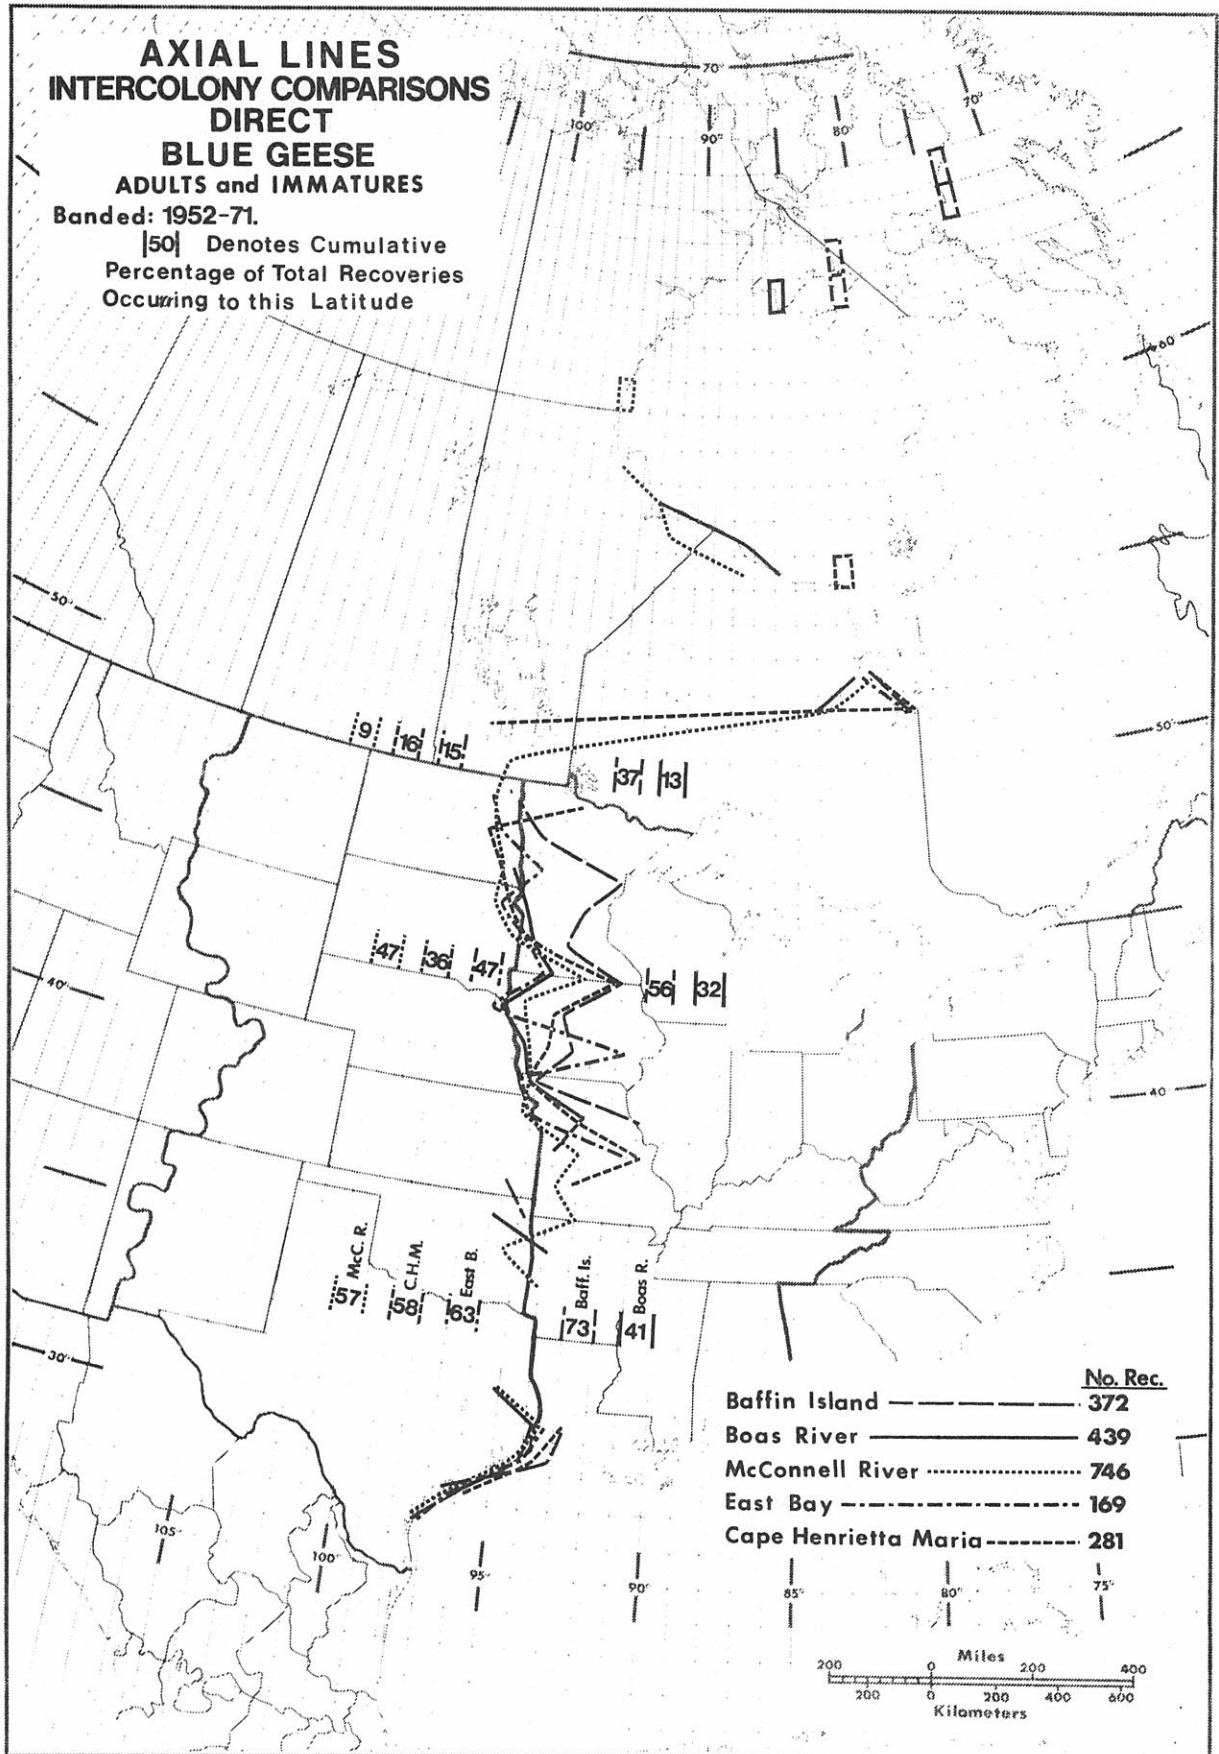 AXIAL LINES
INTERCOLONY COMPARISONS
DIRECT
BLUE GEESE
ADULTS and IMMATURES
Banded: 1952-71.
|50| Denotes Cumulative
Percentage of Total Recoveries
Occurring to this Latitude
70°
100° 90° 80° 70°
60°
50°
50°
9 16 15
37 13
47 36 47
56 32
40°
40
McC. R. C.H.M. East B. Baff. Is. Boas R.
57 58 63 73 41
30°
No. Rec.
Baffin Island 372
Boas River 439
McConnell River 746
East Bay 169
Cape Henrietta Maria 281
105° 100° 95° 90° 85° 80° 75°
Miles
200 0 200 400
200 0 200 400 600
Kilometers